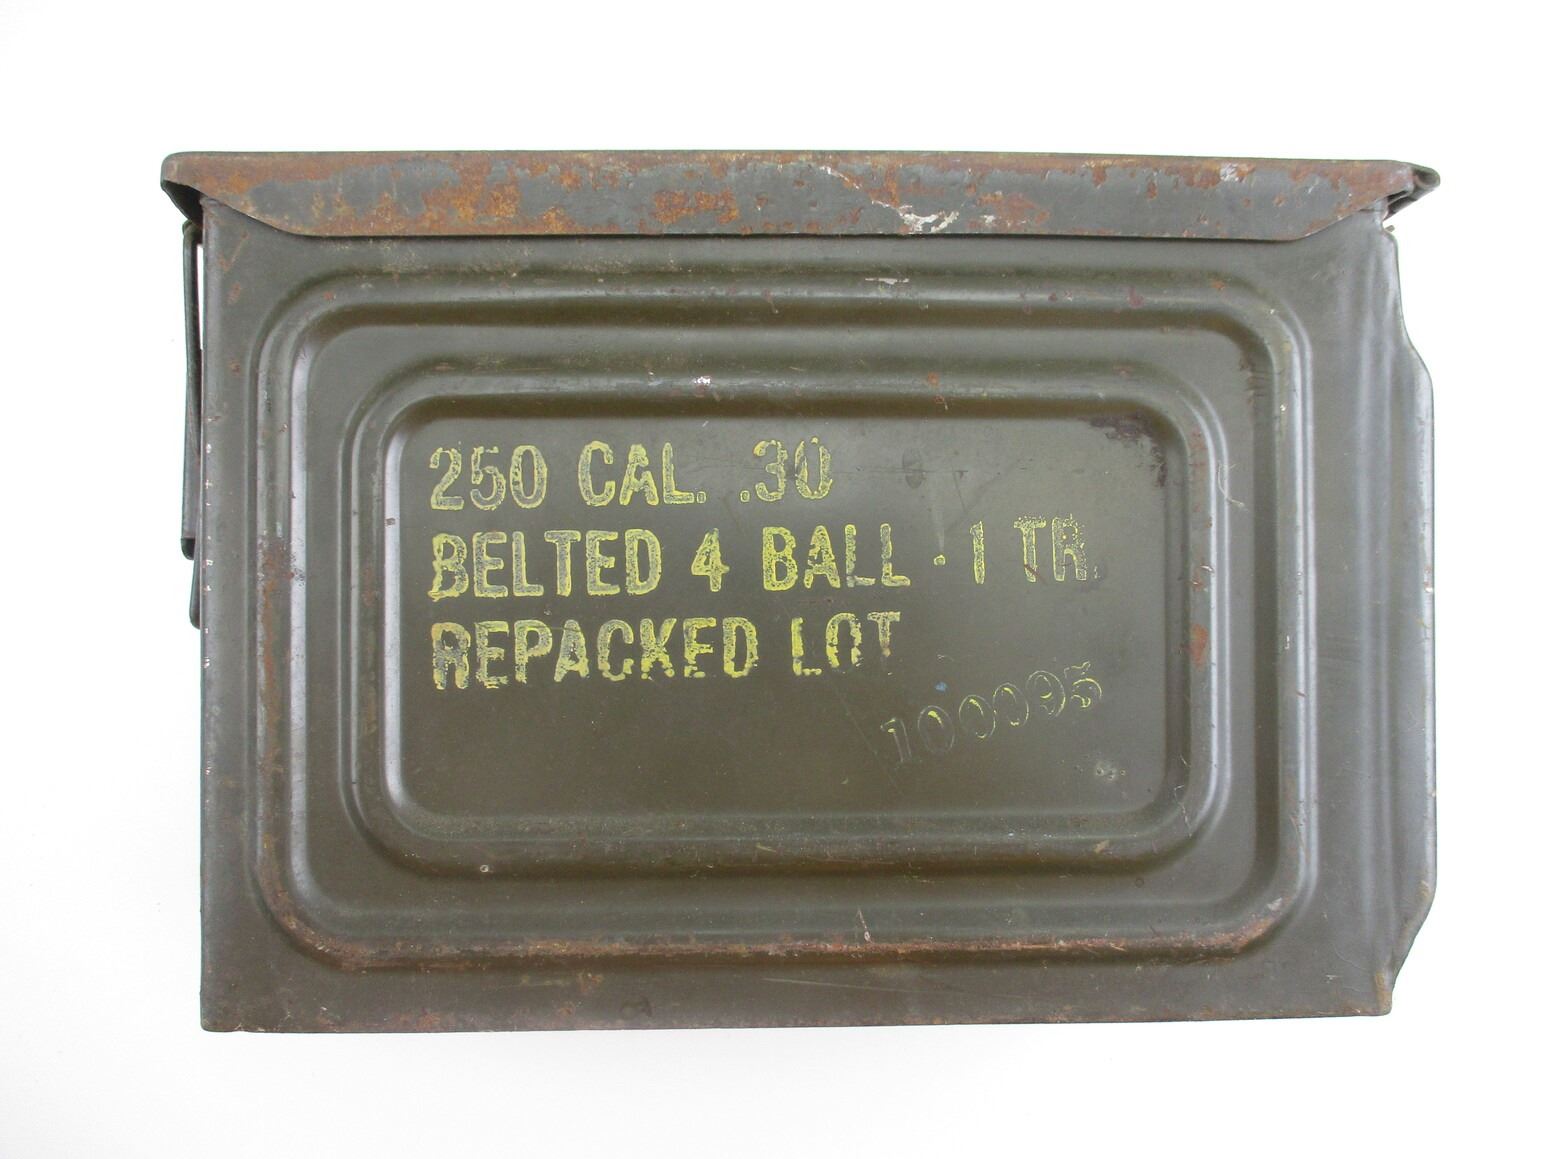 250 CAL. .30
BELTED 4 BALL - 1 TR.
REPACKED LOT
100095